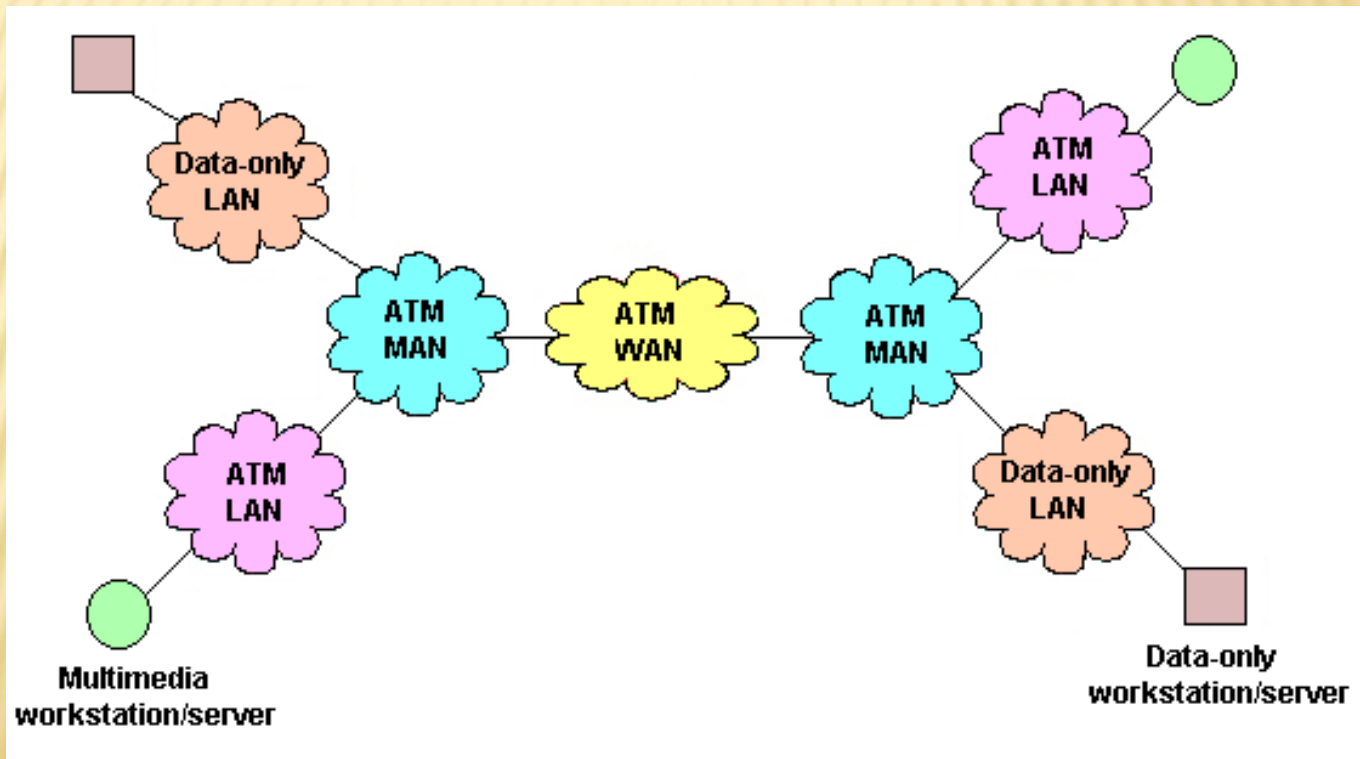 Data-only
LAN
ATM
LAN
ATM
MAN
ATM
WAN
ATM
MAN
ATM
LAN
Data-only
LAN
Multimedia
workstation/server
Data-only
workstation/server